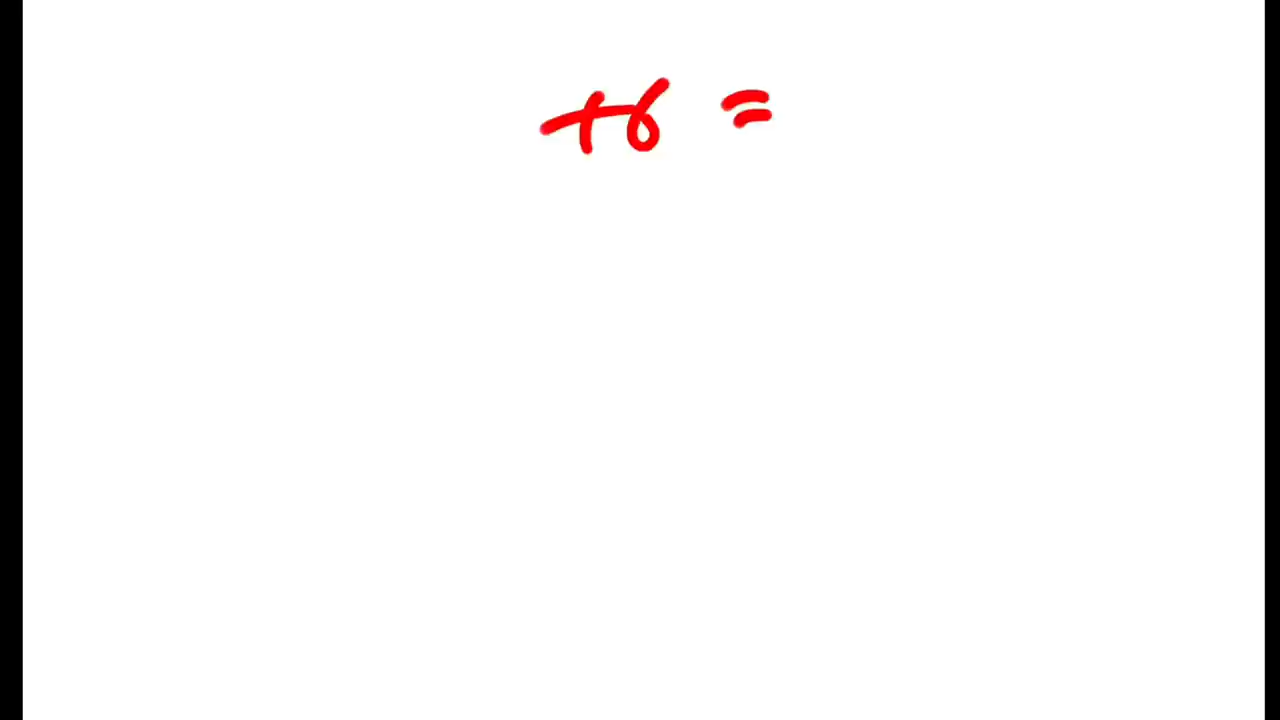 +6 =